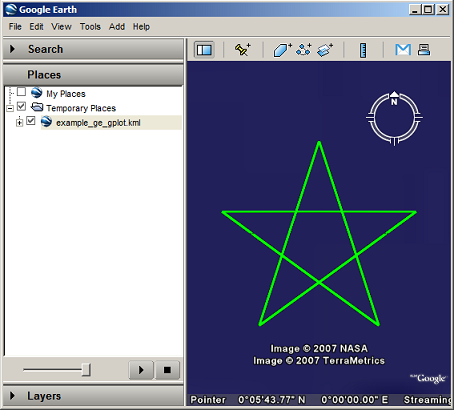 Google Earth
File Edit View Tools Add Help
Search
Places
My Places
Temporary Places
example_ge_gplot.kml
Layers
N
Image © 2007 NASA
Image © 2007 TerraMetrics
Google
Pointer 0°05'43.77" N 0°00'00.00" E Streaming